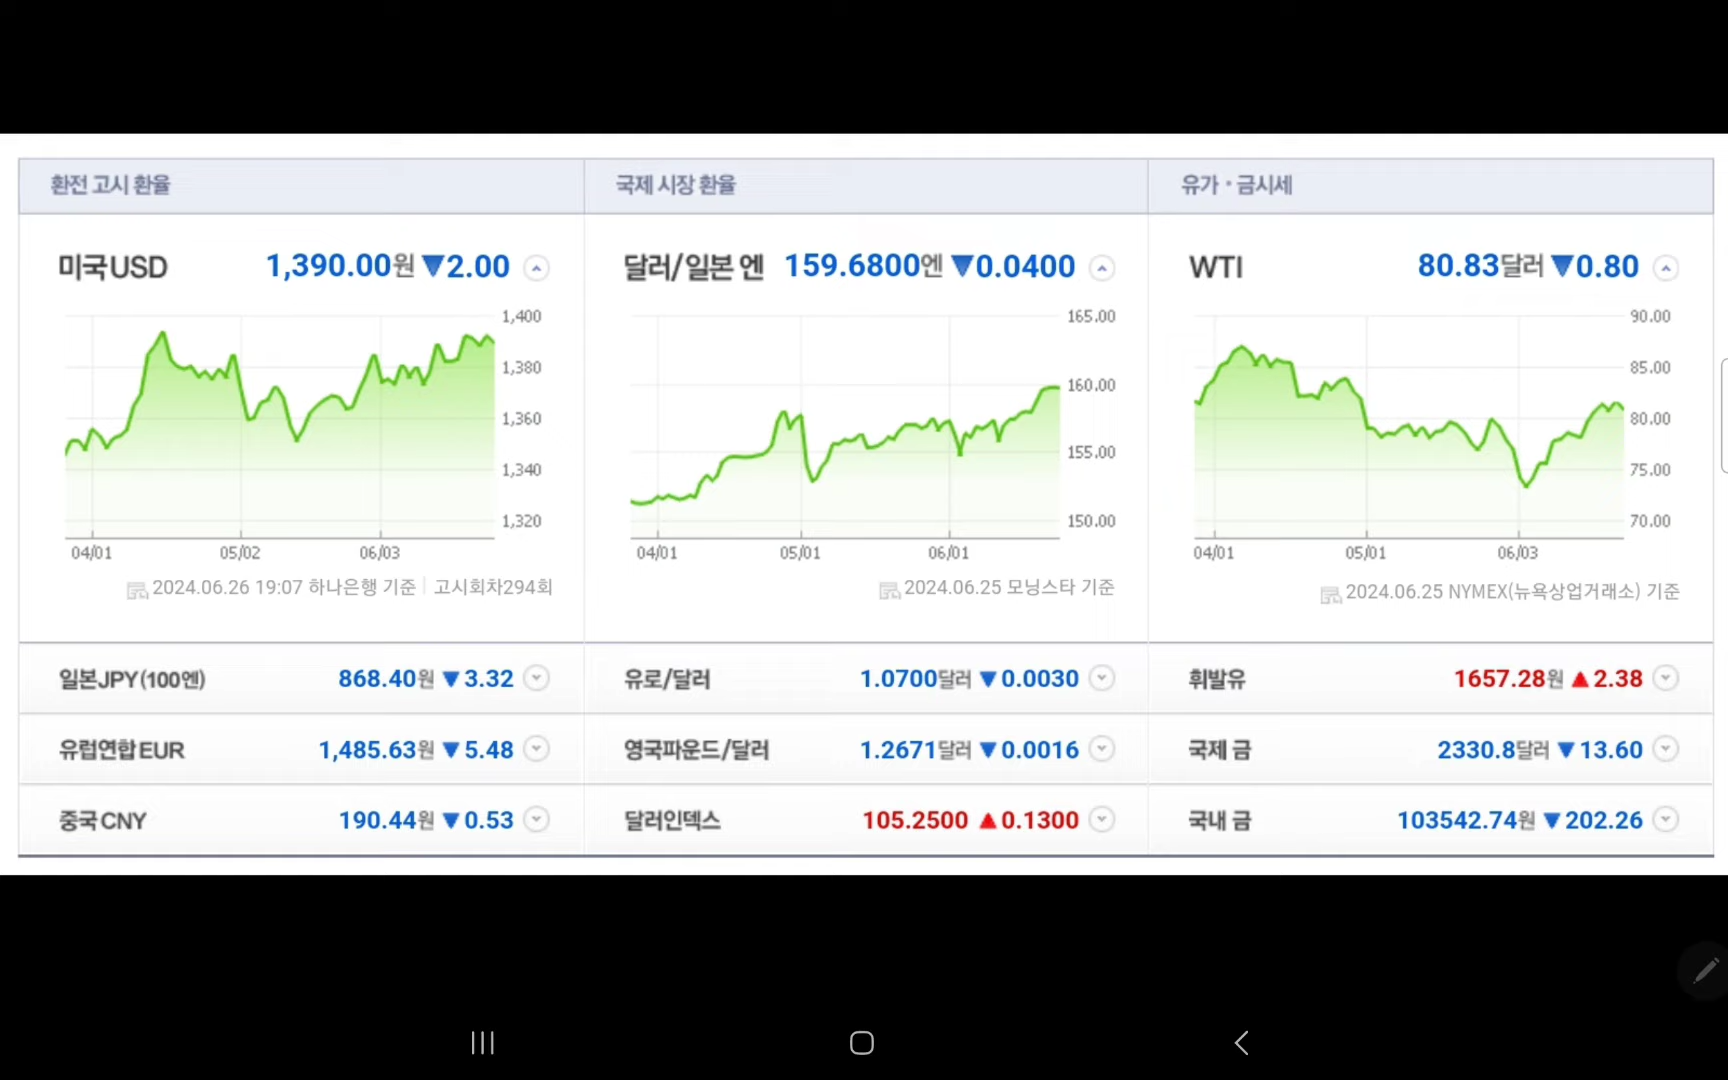 환전 고시 환율
국제 시장 환율
유가·금시세
미국 USD 1,390.00원 ▼2.00
1,400
1,380
1,360
1,340
1,320
04/01 05/02 06/03
2024.06.26 19:07 하나은행 기준 고시회차294회
달러/일본 엔 159.6800엔 ▼0.0400
165.00
160.00
155.00
150.00
04/01 05/01 06/01
2024.06.25 모닝스타 기준
WTI 80.83달러 ▼0.80
90.00
85.00
80.00
75.00
70.00
04/01 05/01 06/03
2024.06.25 NYMEX(뉴욕상업거래소) 기준
일본 JPY(100엔) 868.40원 ▼3.32
유럽연합 EUR 1,485.63원 ▼5.48
중국 CNY 190.44원 ▼0.53
유로/달러 1.0700달러 ▼0.0030
영국파운드/달러 1.2671달러 ▼0.0016
달러인덱스 105.2500 ▲0.1300
휘발유 1657.28원 ▲2.38
국제 금 2330.8달러 ▼13.60
국내 금 103542.74원 ▼202.26